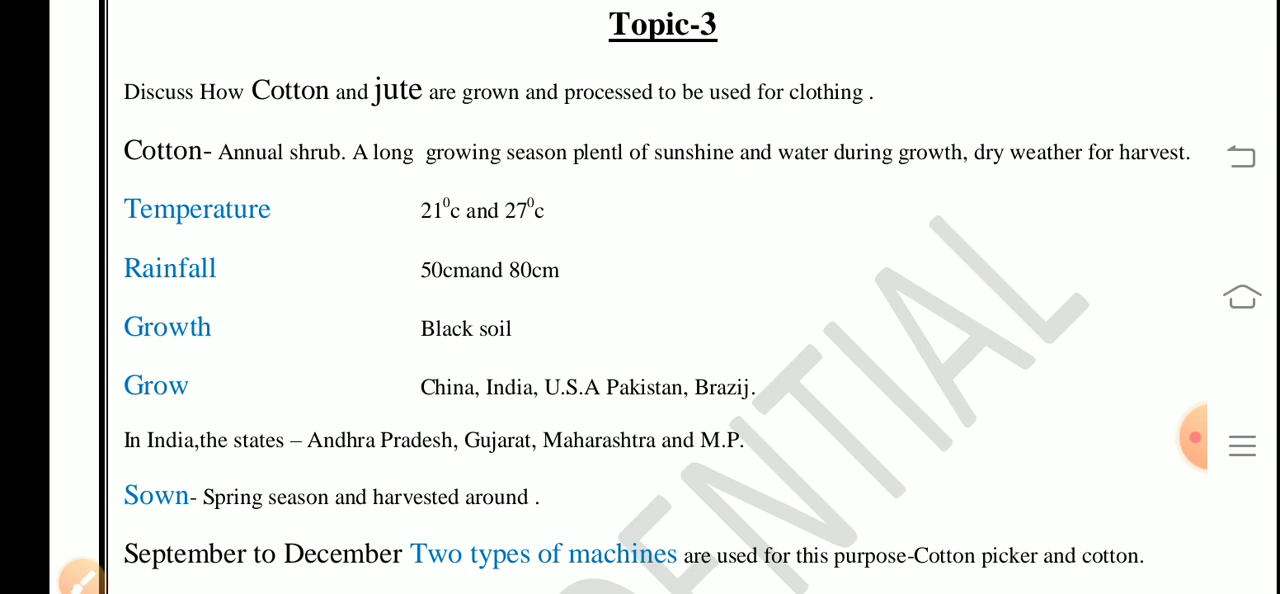 Topic-3
Discuss How Cotton and jute are grown and processed to be used for clothing .
Cotton- Annual shrub. A long growing season plentl of sunshine and water during growth, dry weather for harvest.
Temperature 21⁰c and 27⁰c
Rainfall 50cmand 80cm
Growth Black soil
Grow China, India, U.S.A Pakistan, Brazij.
In India,the states – Andhra Pradesh, Gujarat, Maharashtra and M.P.
Sown- Spring season and harvested around .
September to December Two types of machines are used for this purpose-Cotton picker and cotton.
ENTIAL